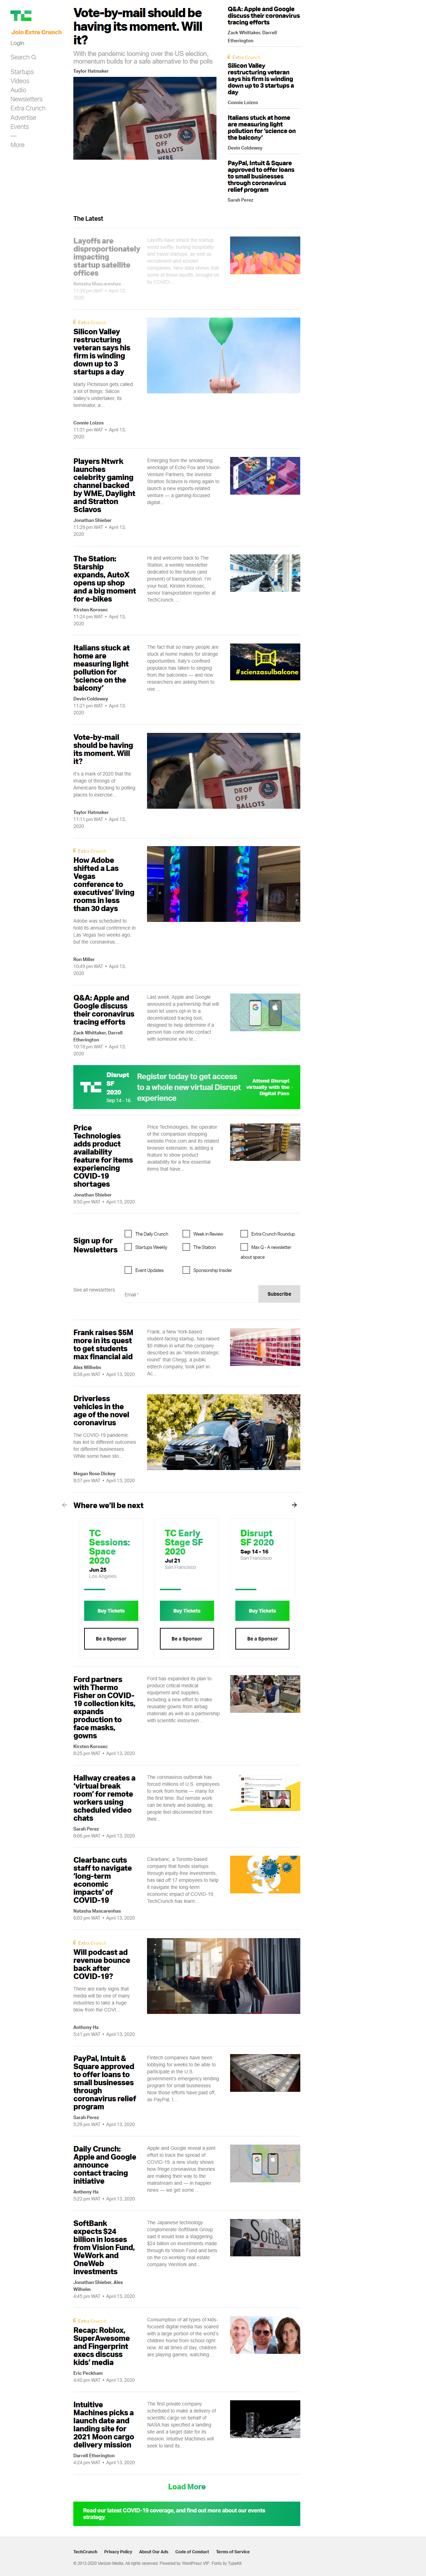 TC
Join Extra Crunch
Login
Search
Startups
Videos
Audio
Newsletters
Extra Crunch
Advertise
Events
—
More
Vote-by-mail should be
having its moment. Will
it?
With the pandemic looming over the US election,
momentum builds for a safe alternative to the polls
Taylor Hatmaker
DROP OFF
BALLOTS
HERE
Q&A: Apple and Google
discuss their coronavirus
tracing efforts
Zack Whittaker, Darrell
Etherington
Extra Crunch
Silicon Valley
restructuring veteran
says his firm is winding
down up to 3 startups a
day
Connie Loizos
Italians stuck at home
are measuring light
pollution for 'science on
the balcony'
Devin Coldewey
PayPal, Intuit & Square
approved to offer loans
to small businesses
through coronavirus
relief program
Sarah Perez
The Latest
Layoffs are
disproportionately
impacting
startup satellite
offices
Natasha Mascarenhas
11:39 pm WAT • April 13,
2020
Layoffs have struck the startup
world swiftly, hurting hospitality
and travel startups, as well as
recruitment and scooter
companies. New data shows that
some of those layoffs, brought on
by COVID-…
Extra Crunch
Silicon Valley
restructuring
veteran says his
firm is winding
down up to 3
startups a day
Marty Pichinson gets called
a lot of things: Silicon
Valley's undertaker, its
terminator, a…
Connie Loizos
11:31 pm WAT • April 13,
2020
Players Ntwrk
launches
celebrity gaming
channel backed
by WME, Daylight
and Stratton
Sclavos
Jonathan Shieber
11:29 pm WAT • April 13,
2020
Emerging from the smoldering
wreckage of Echo Fox and Vision
Venture Partners, the investor
Stratton Sclavos is rising again to
launch a new esports-related
venture — a gaming-focused
digital…
The Station:
Starship
expands, AutoX
opens up shop
and a big moment
for e-bikes
Kirsten Korosec
11:24 pm WAT • April 13,
2020
Hi and welcome back to The
Station, a weekly newsletter
dedicated to the future (and
present) of transportation. I'm
your host, Kirsten Korosec,
senior transportation reporter at
TechCrunch. …
Italians stuck at
home are
measuring light
pollution for
'science on the
balcony'
Devin Coldewey
11:21 pm WAT • April 13,
2020
The fact that so many people are
stuck at home makes for strange
opportunities. Italy's confined
populace has taken to singing
from the balconies — and now
researchers are asking them to
use…
#scienzasulbalcone
Vote-by-mail
should be having
its moment. Will
it?
It's a mark of 2020 that the
image of throngs of
Americans flocking to polling
places to exercise…
Taylor Hatmaker
11:11 pm WAT • April 13,
2020
DROP OFF
BALLOTS
Extra Crunch
How Adobe
shifted a Las
Vegas
conference to
executives' living
rooms in less
than 30 days
Adobe was scheduled to
hold its annual conference in
Las Vegas two weeks ago,
but the coronavirus…
Ron Miller
10:49 pm WAT • April 13,
2020
Q&A: Apple and
Google discuss
their coronavirus
tracing efforts
Zack Whittaker, Darrell
Etherington
10:19 pm WAT • April 13,
2020
Last week, Apple and Google
announced a partnership that will
soon let users opt-in to a
decentralized tracing tool,
designed to help determine if a
person has come into contact
with someone who te…
TC
Disrupt
SF
2020
Sep 14 - 16
Register today to get access
to a whole new virtual Disrupt
experience
Attend Disrupt
virtually with the
Digital Pass
Price
Technologies
adds product
availability
feature for items
experiencing
COVID-19
shortages
Jonathan Shieber
9:50 pm WAT • April 13, 2020
Price Technologies, the operator
of the comparison shopping
website Price.com and its related
browser extension, is adding a
feature to show product
availability for a few essential
items that have…
Sign up for
Newsletters
See all newsletters
The Daily Crunch
Week in Review
Extra Crunch Roundup
Startups Weekly
The Station
Max Q - A newsletter
about space
Event Updates
Sponsorship Insider
Email *
Subscribe
Frank raises $5M
more in its quest
to get students
max financial aid
Alex Wilhelm
8:58 pm WAT • April 13, 2020
Frank, a New York-based
student-facing startup, has raised
$5 million in what the company
described as an "interim strategic
round" that Chegg, a public
edtech company, took part in.
Ac…
Driverless
vehicles in the
age of the novel
coronavirus
The COVID-19 pandemic
has led to different outcomes
for different businesses.
While some have sto…
Megan Rose Dickey
8:57 pm WAT • April 13, 2020
Where we'll be next
TC
Sessions:
Space
2020
Jun 25
Los Angeles
Buy Tickets
Be a Sponsor
TC Early
Stage SF
2020
Jul 21
San Francisco
Buy Tickets
Be a Sponsor
Disrupt
SF 2020
Sep 14 - 16
San Francisco
Buy Tickets
Be a Sponsor
Ford partners
with Thermo
Fisher on COVID-
19 collection kits,
expands
production to
face masks,
gowns
Kirsten Korosec
8:25 pm WAT • April 13, 2020
Ford has expanded its plan to
produce critical medical
equipment and supplies,
including a new effort to make
reusable gowns from airbag
materials as well as a partnership
with scientific instrumen…
Hallway creates a
'virtual break
room' for remote
workers using
scheduled video
chats
Sarah Perez
8:06 pm WAT • April 13, 2020
The coronavirus outbreak has
forced millions of U.S. employees
to work from home — many for
the first time. But remote work
can be lonely and isolating, as
people feel disconnected from
their…
Clearbanc cuts
staff to navigate
'long-term
economic
impacts' of
COVID-19
Natasha Mascarenhas
6:03 pm WAT • April 13, 2020
Clearbanc, a Toronto-based
company that funds startups
through equity-free investments,
has laid off 17 employees to help
it navigate the long-term
economic impact of COVID-19,
TechCrunch has learn…
Extra Crunch
Will podcast ad
revenue bounce
back after
COVID-19?
There are early signs that
media will be one of many
industries to take a huge
blow from the COVI…
Anthony Ha
5:41 pm WAT • April 13, 2020
PayPal, Intuit &
Square approved
to offer loans to
small businesses
through
coronavirus relief
program
Sarah Perez
5:29 pm WAT • April 13, 2020
Fintech companies have been
lobbying for weeks to be able to
participate in the U.S.
government's emergency lending
program for small businesses.
Now those efforts have paid off,
as PayPal, I…
Daily Crunch:
Apple and Google
announce
contact tracing
initiative
Anthony Ha
5:22 pm WAT • April 13, 2020
Apple and Google reveal a joint
effort to track the spread of
COVID-19, a new study shows
how fringe coronavirus theories
are making their way to the
mainstream and — in happier
news — we get some…
SoftBank
expects $24
billion in losses
from Vision Fund,
WeWork and
OneWeb
investments
Jonathan Shieber, Alex
Wilhelm
4:45 pm WAT • April 13, 2020
The Japanese technology
conglomerate SoftBank Group
said it would lose a staggering
$24 billion on investments made
through its Vision Fund and bets
on the co-working real estate
company WeWork and…
SoftBank
Extra Crunch
Recap: Roblox,
SuperAwesome
and Fingerprint
execs discuss
kids' media
Eric Peckham
4:40 pm WAT • April 13, 2020
Consumption of all types of kids-
focused digital media has soared
with a large portion of the world's
children home from school right
now. At all times of day, children
are playing games, watching…
Intuitive
Machines picks a
launch date and
landing site for
2021 Moon cargo
delivery mission
Darrell Etherington
4:24 pm WAT • April 13, 2020
The first private company
scheduled to make a delivery of
scientific cargo on behalf of
NASA has specified a landing
site and a target date for its
mission. Intuitive Machines will
seek to land its…
Load More
Read our latest COVID-19 coverage, and find out more about our events
strategy.
TechCrunch
Privacy Policy
About Our Ads
Code of Conduct
Terms of Service
© 2013-2020 Verizon Media. All rights reserved. Powered by WordPress VIP. Fonts by Typekit.